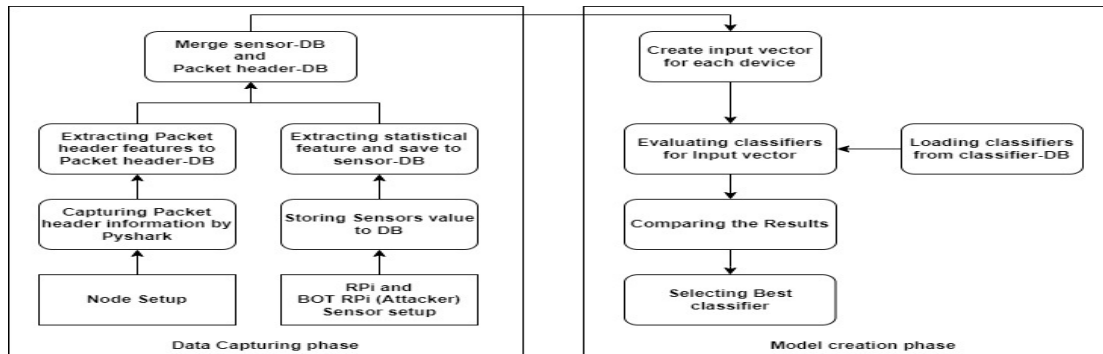 Merge sensor-DB
and
Packet header-DB
Extracting Packet
header features to
Packet header-DB
Extracting statistical
feature and save to
sensor-DB
Capturing Packet
header information by
Pyshark
Storing Sensors value
to DB
Node Setup
RPi and
BOT RPi (Attacker)
Sensor setup
Data Capturing phase
Create input vector
for each device
Evaluating classifiers
for Input vector
Loading classifiers
from classifier-DB
Comparing the Results
Selecting Best
classifier
Model creation phase